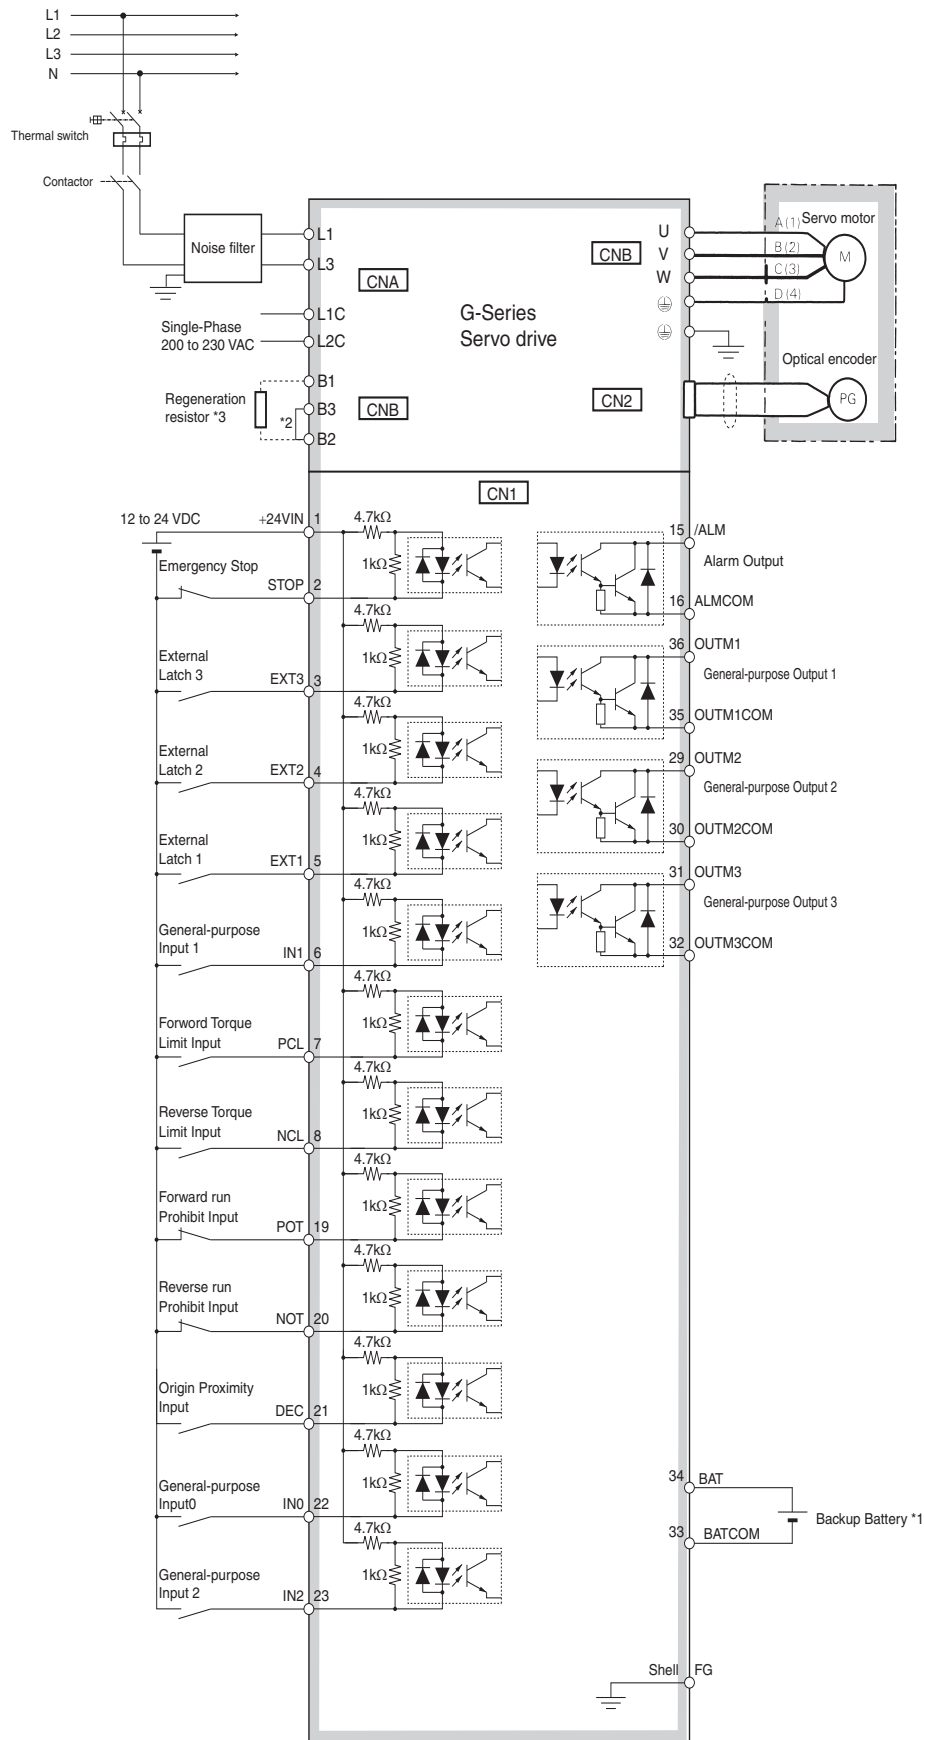 L1
L2
L3
N
Thermal switch
Contactor
Noise filter
L1
L3
CNA
L1C
Single-Phase
200 to 230 VAC
L2C
B1
Regeneration
resistor *3
*2
B3
CNB
B2
G-Series
Servo drive
U
V
W
CNB
CN2
A(1)
B(2)
C(3)
D(4)
Servo motor
M
Optical encoder
PG
CN1
12 to 24 VDC
+24VIN
1
4.7kΩ
1kΩ
Emergency Stop
STOP
2
4.7kΩ
1kΩ
External
Latch 3
EXT3
3
4.7kΩ
1kΩ
External
Latch 2
EXT2
4
4.7kΩ
1kΩ
External
Latch 1
EXT1
5
4.7kΩ
1kΩ
General-purpose
Input 1
IN1
6
4.7kΩ
1kΩ
Forword Torque
Limit Input
PCL
7
4.7kΩ
1kΩ
Reverse Torque
Limit Input
NCL
8
4.7kΩ
1kΩ
Forward run
Prohibit Input
POT
19
4.7kΩ
1kΩ
Reverse run
Prohibit Input
NOT
20
4.7kΩ
1kΩ
Origin Proximity
Input
DEC
21
4.7kΩ
1kΩ
General-purpose
Input0
IN0
22
4.7kΩ
1kΩ
General-purpose
Input 2
IN2
23
15
/ALM
Alarm Output
16
ALMCOM
36
OUTM1
General-purpose Output 1
35
OUTM1COM
29
OUTM2
General-purpose Output 2
30
OUTM2COM
31
OUTM3
General-purpose Output 3
32
OUTM3COM
34
BAT
Backup Battery *1
33
BATCOM
Shell
FG